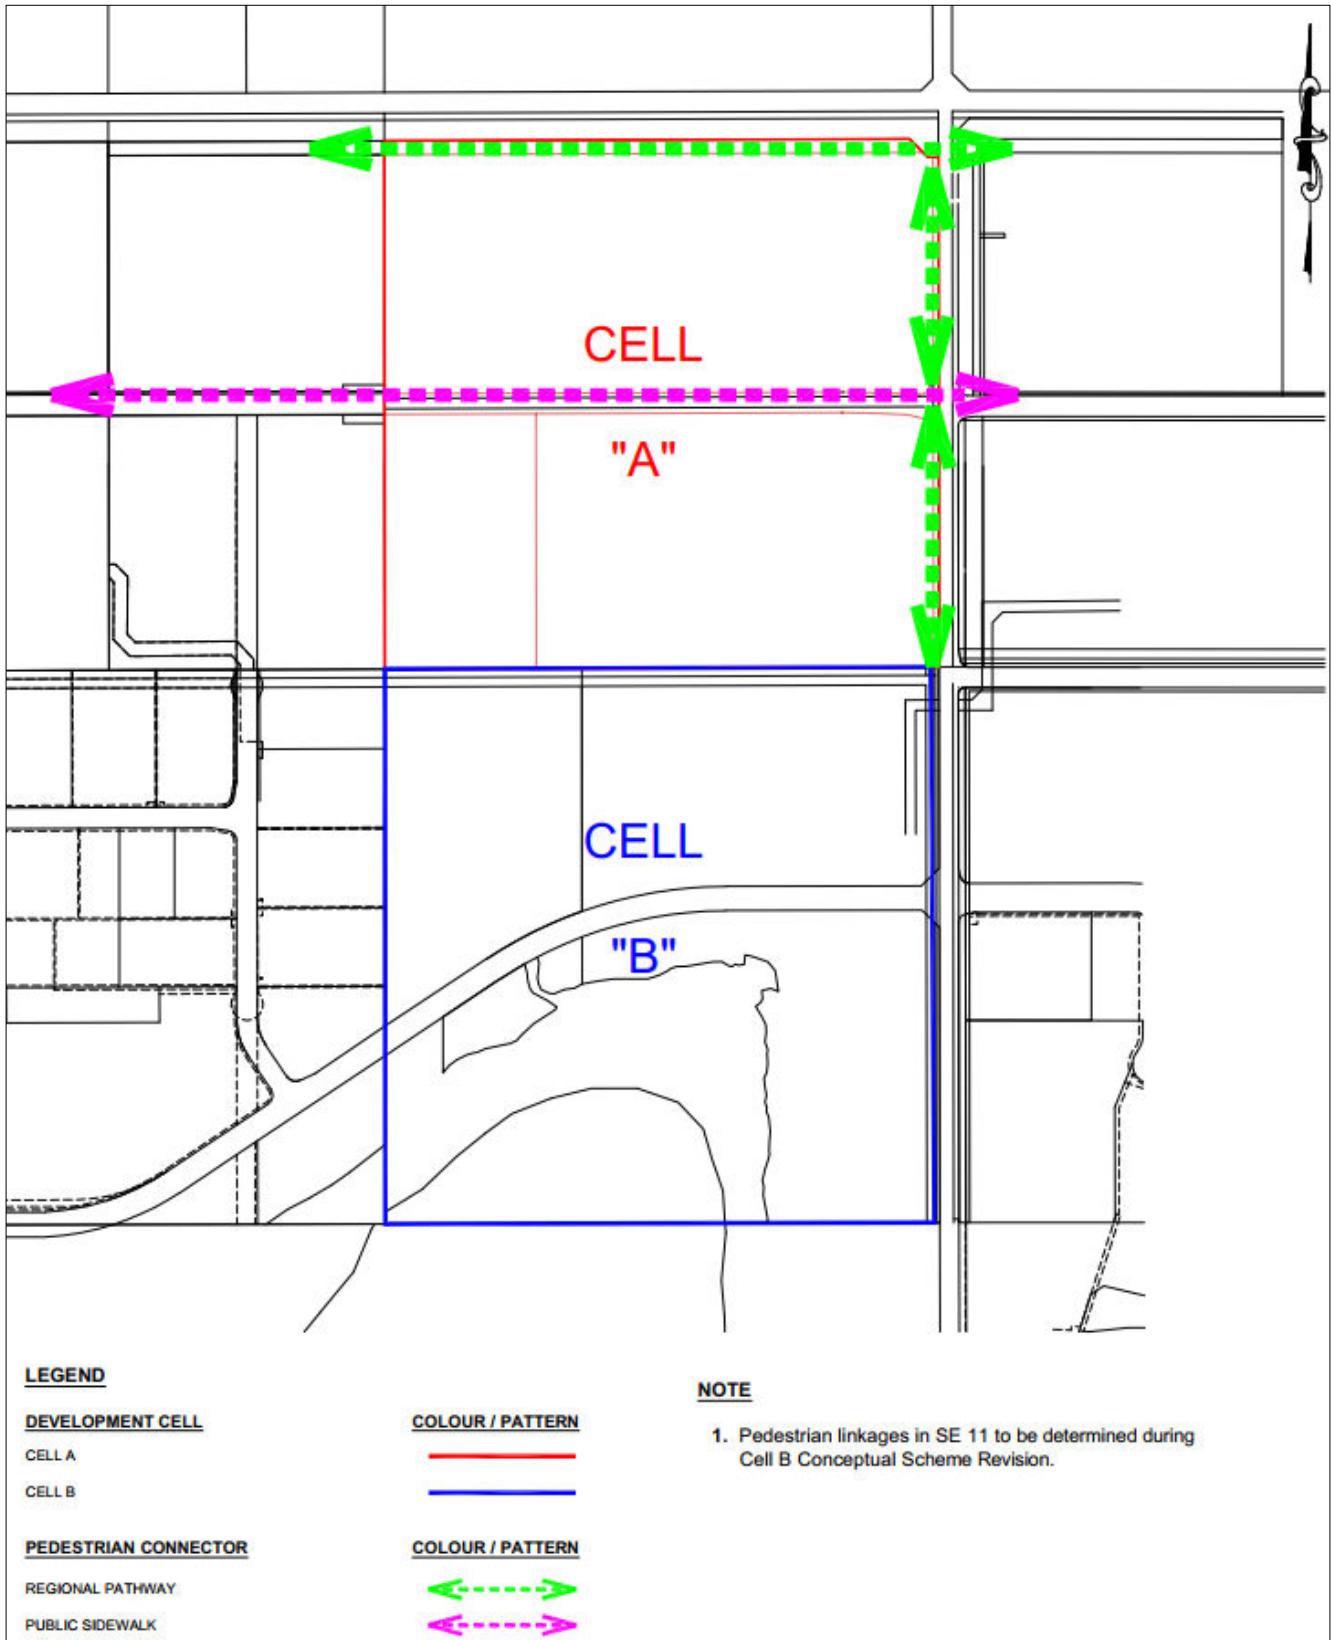 CELL
"A"
CELL
"B"
LEGEND
DEVELOPMENT CELL COLOUR / PATTERN
CELL A
CELL B
PEDESTRIAN CONNECTOR COLOUR / PATTERN
REGIONAL PATHWAY
PUBLIC SIDEWALK
NOTE
1. Pedestrian linkages in SE 11 to be determined during
Cell B Conceptual Scheme Revision.